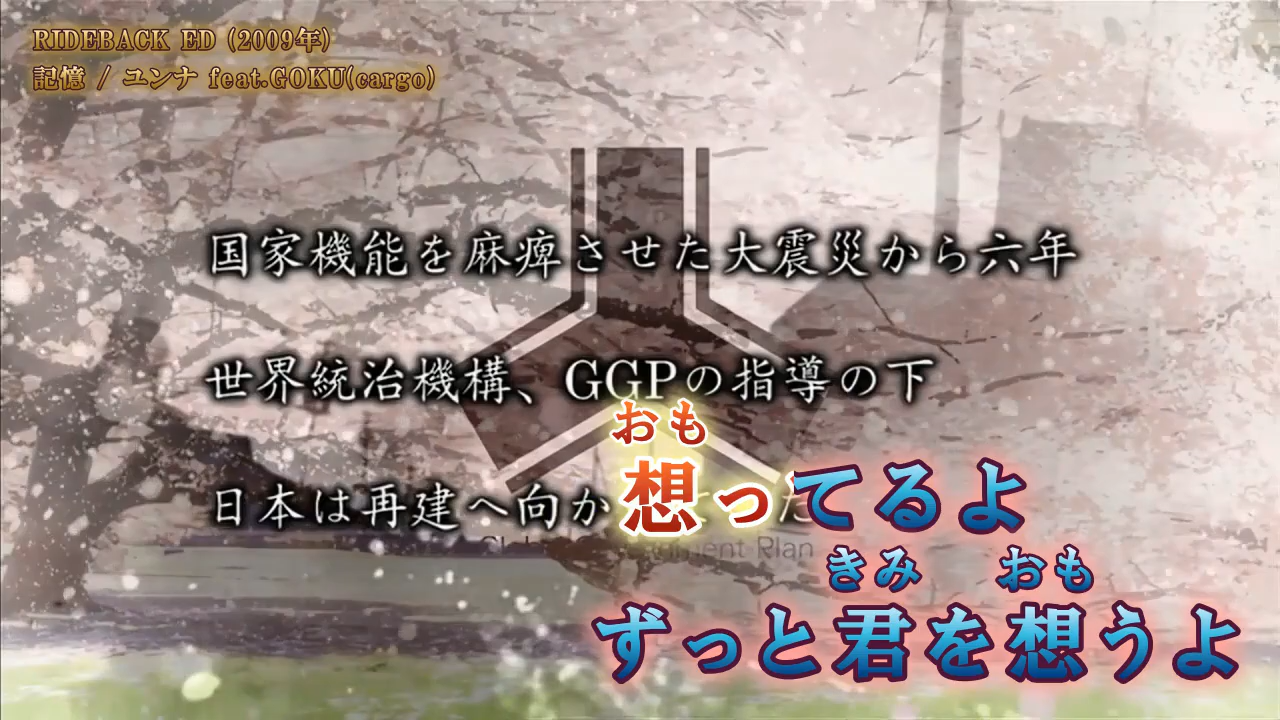 RIDEBACK ED (2009年)
記憶 / ユンナ feat.GOKU(cargo)
国家機能を麻痺させた大震災から六年
世界統治機構、GGPの指導の下
日本は再建へ向か
おも
想ってるよ
Plan
きみ おも
ずっと君を想うよ